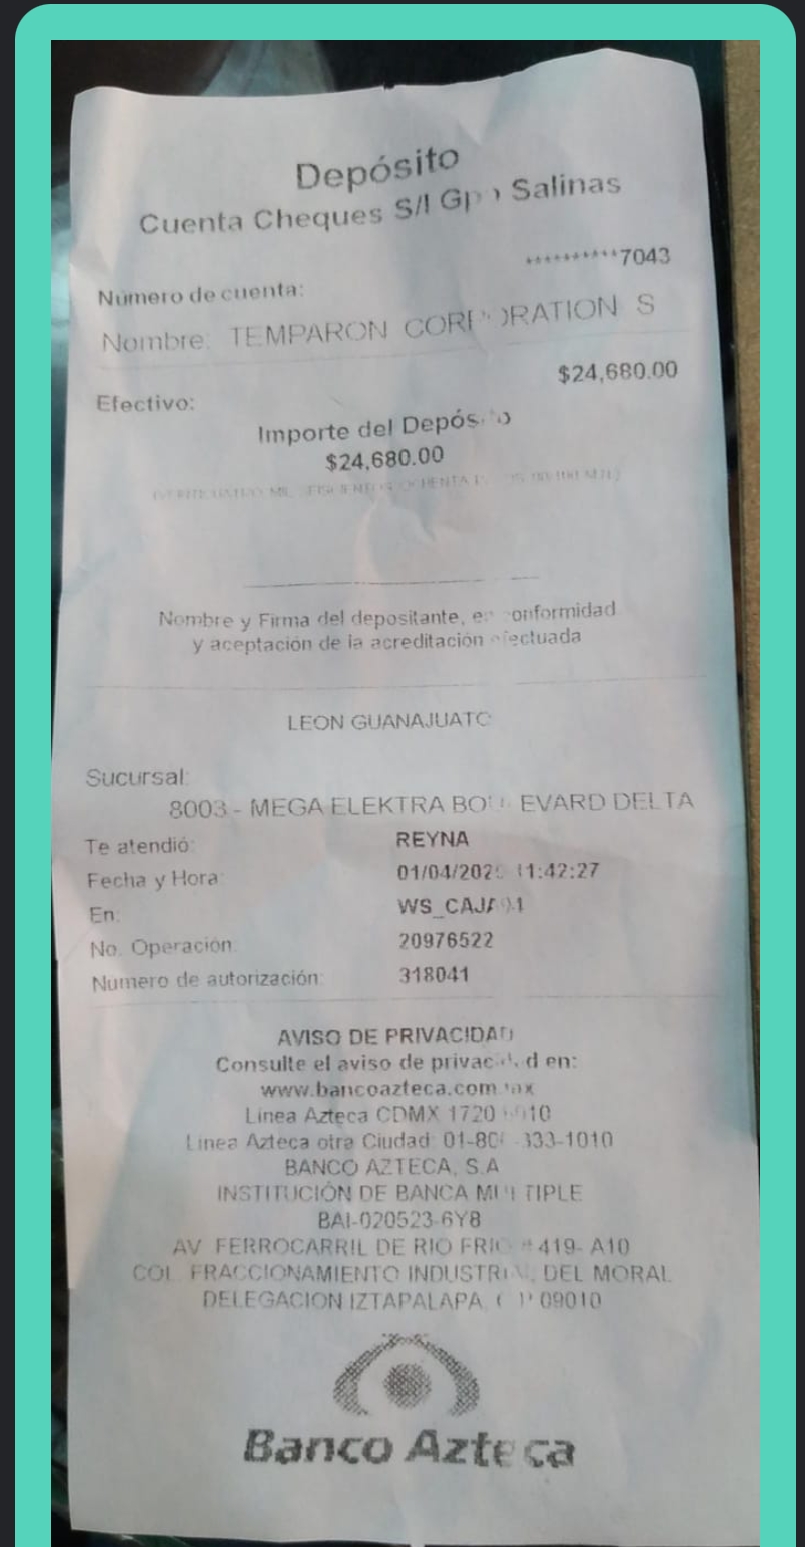 Depósito
Cuenta Cheques S/I Gpo Salinas
**********7043
Número de cuenta:
Nombre: TEMPARON CORPORATION S
$24,680.00
Efectivo:
Importe del Depósito
$24,680.00
Nombre y Firma del depositante, en conformidad
y aceptación de la acreditación efectuada
LEON GUANAJUATO
Sucursal:
8003 - MEGA ELEKTRA BOULEVARD DELTA
Te atendió: REYNA
Fecha y Hora: 11:42:27
En:
No. Operación: 20976522
Numero de autorización: 318041
AVISO DE PRIVACIDAD
Consulte el aviso de privacidad en:
www.bancoazteca.com.mx
Linea Azteca CDMX 1720
Linea Azteca otra Ciudad:
BANCO AZTECA, S.A
INSTITUCIÓN DE BANCA MULTIPLE
BAI-020523-6Y8
AV. FERROCARRIL DE RIO FRIO # 419- A10
COL. FRACCIONAMIENTO INDUSTRIAL DEL MORAL
DELEGACION IZTAPALAPA, C.P 09010
Banco Azteca